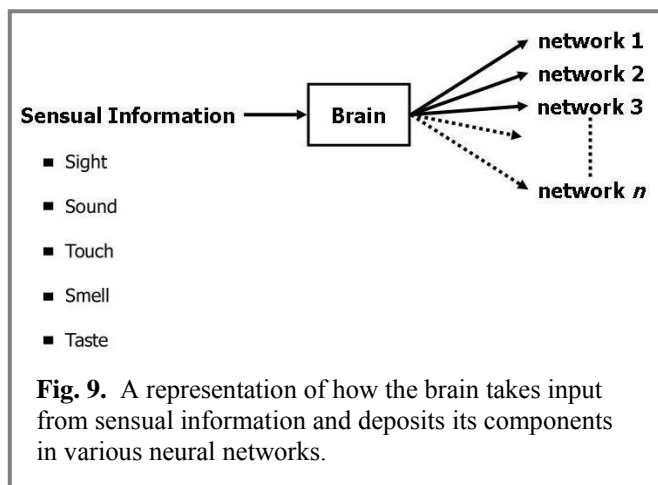 network 1
network 2
network 3
Sensual Information
Brain
network n
▪ Sight
▪ Sound
▪ Touch
▪ Smell
▪ Taste
Fig. 9. A representation of how the brain takes input
from sensual information and deposits its components
in various neural networks.